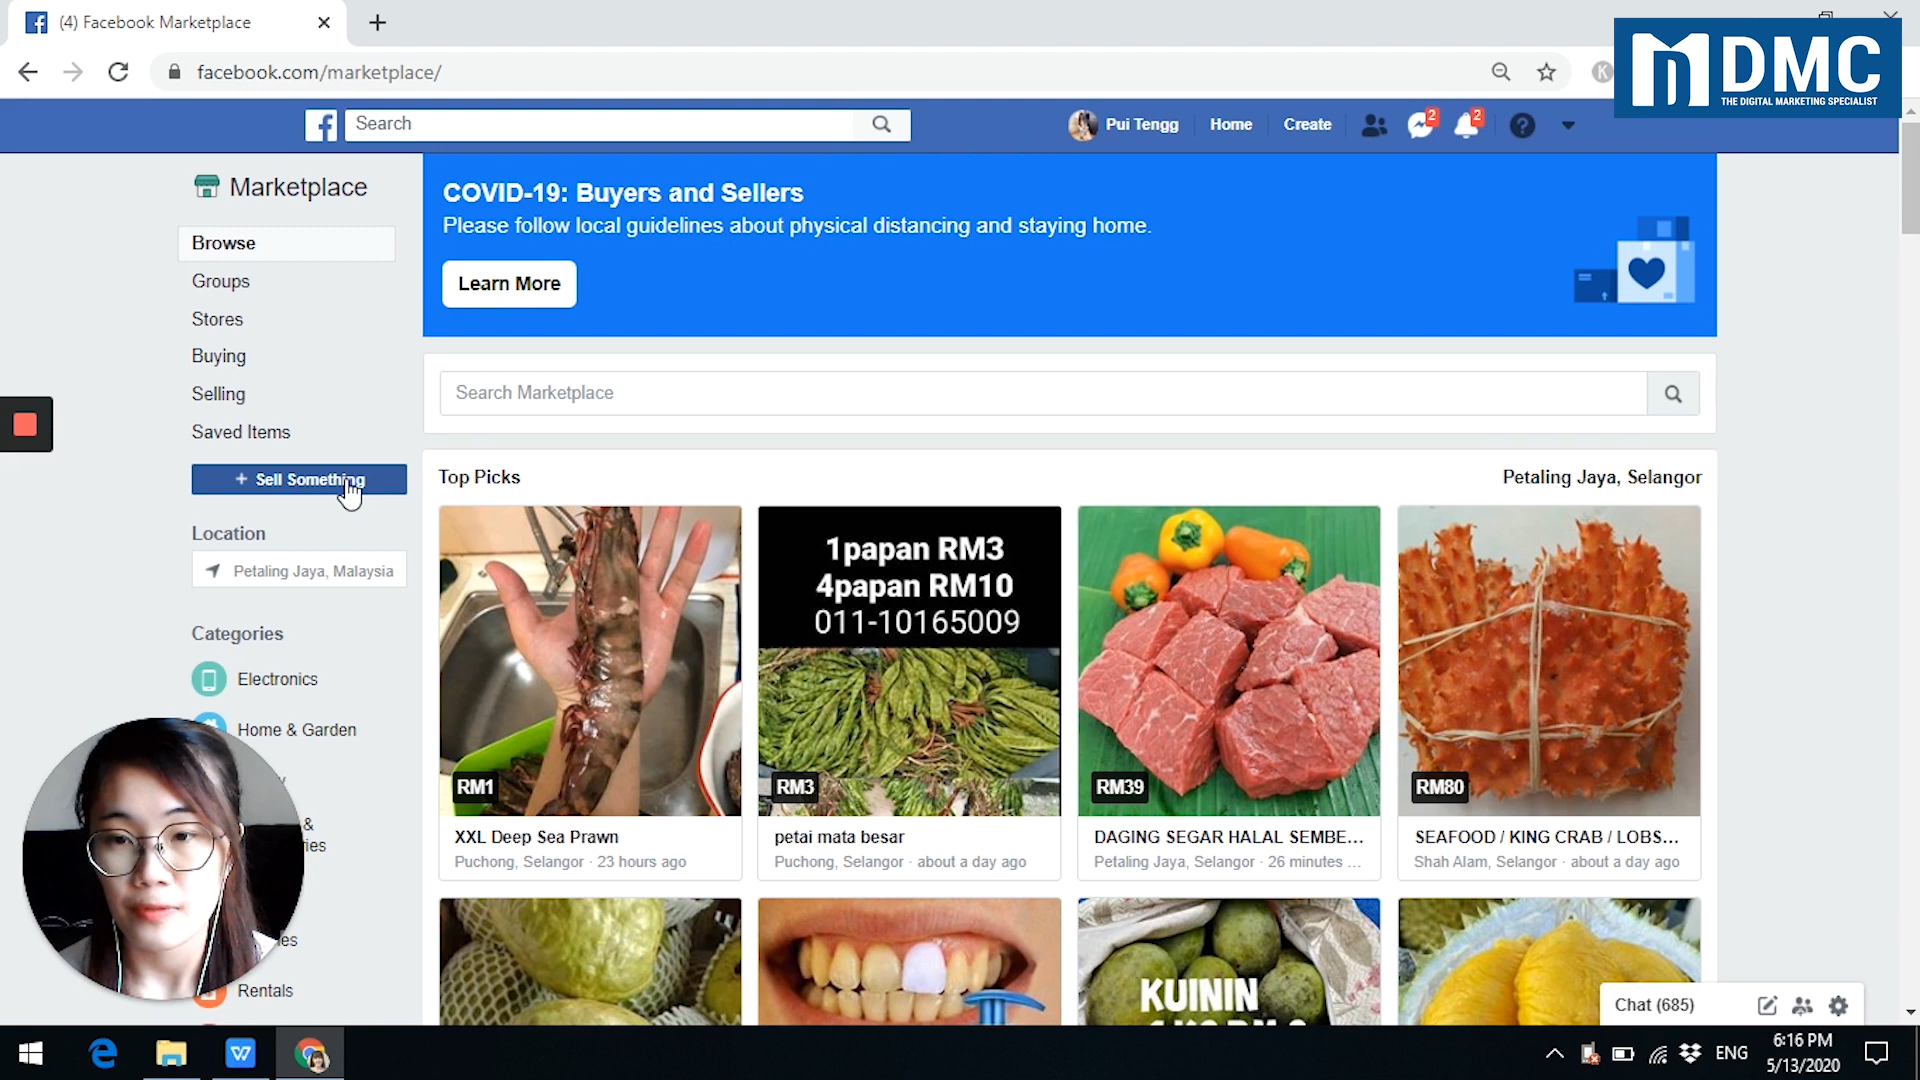 (4) Facebook Marketplace
facebook.com/marketplace/
K
DMC
THE DIGITAL MARKETING SPECIALIST
Search
Pui Tengg
Home
Create
2
2
Marketplace
Browse
Groups
Stores
Buying
Selling
Saved Items
+ Sell Something
Location
Petaling Jaya, Malaysia
Categories
Electronics
Home & Garden
&
ies
es
Rentals
COVID-19: Buyers and Sellers
Please follow local guidelines about physical distancing and staying home.
Learn More
Search Marketplace
Top Picks
Petaling Jaya, Selangor
RM1
XXL Deep Sea Prawn
Puchong, Selangor · 23 hours ago
1papan RM3
4papan RM10
011-10165009
RM3
petai mata besar
Puchong, Selangor · about a day ago
RM39
DAGING SEGAR HALAL SEMBE...
Petaling Jaya, Selangor · 26 minutes ...
RM80
SEAFOOD / KING CRAB / LOBS...
Shah Alam, Selangor · about a day ago
KUININ
Chat (685)
ENG
6:16 PM
5/13/2020